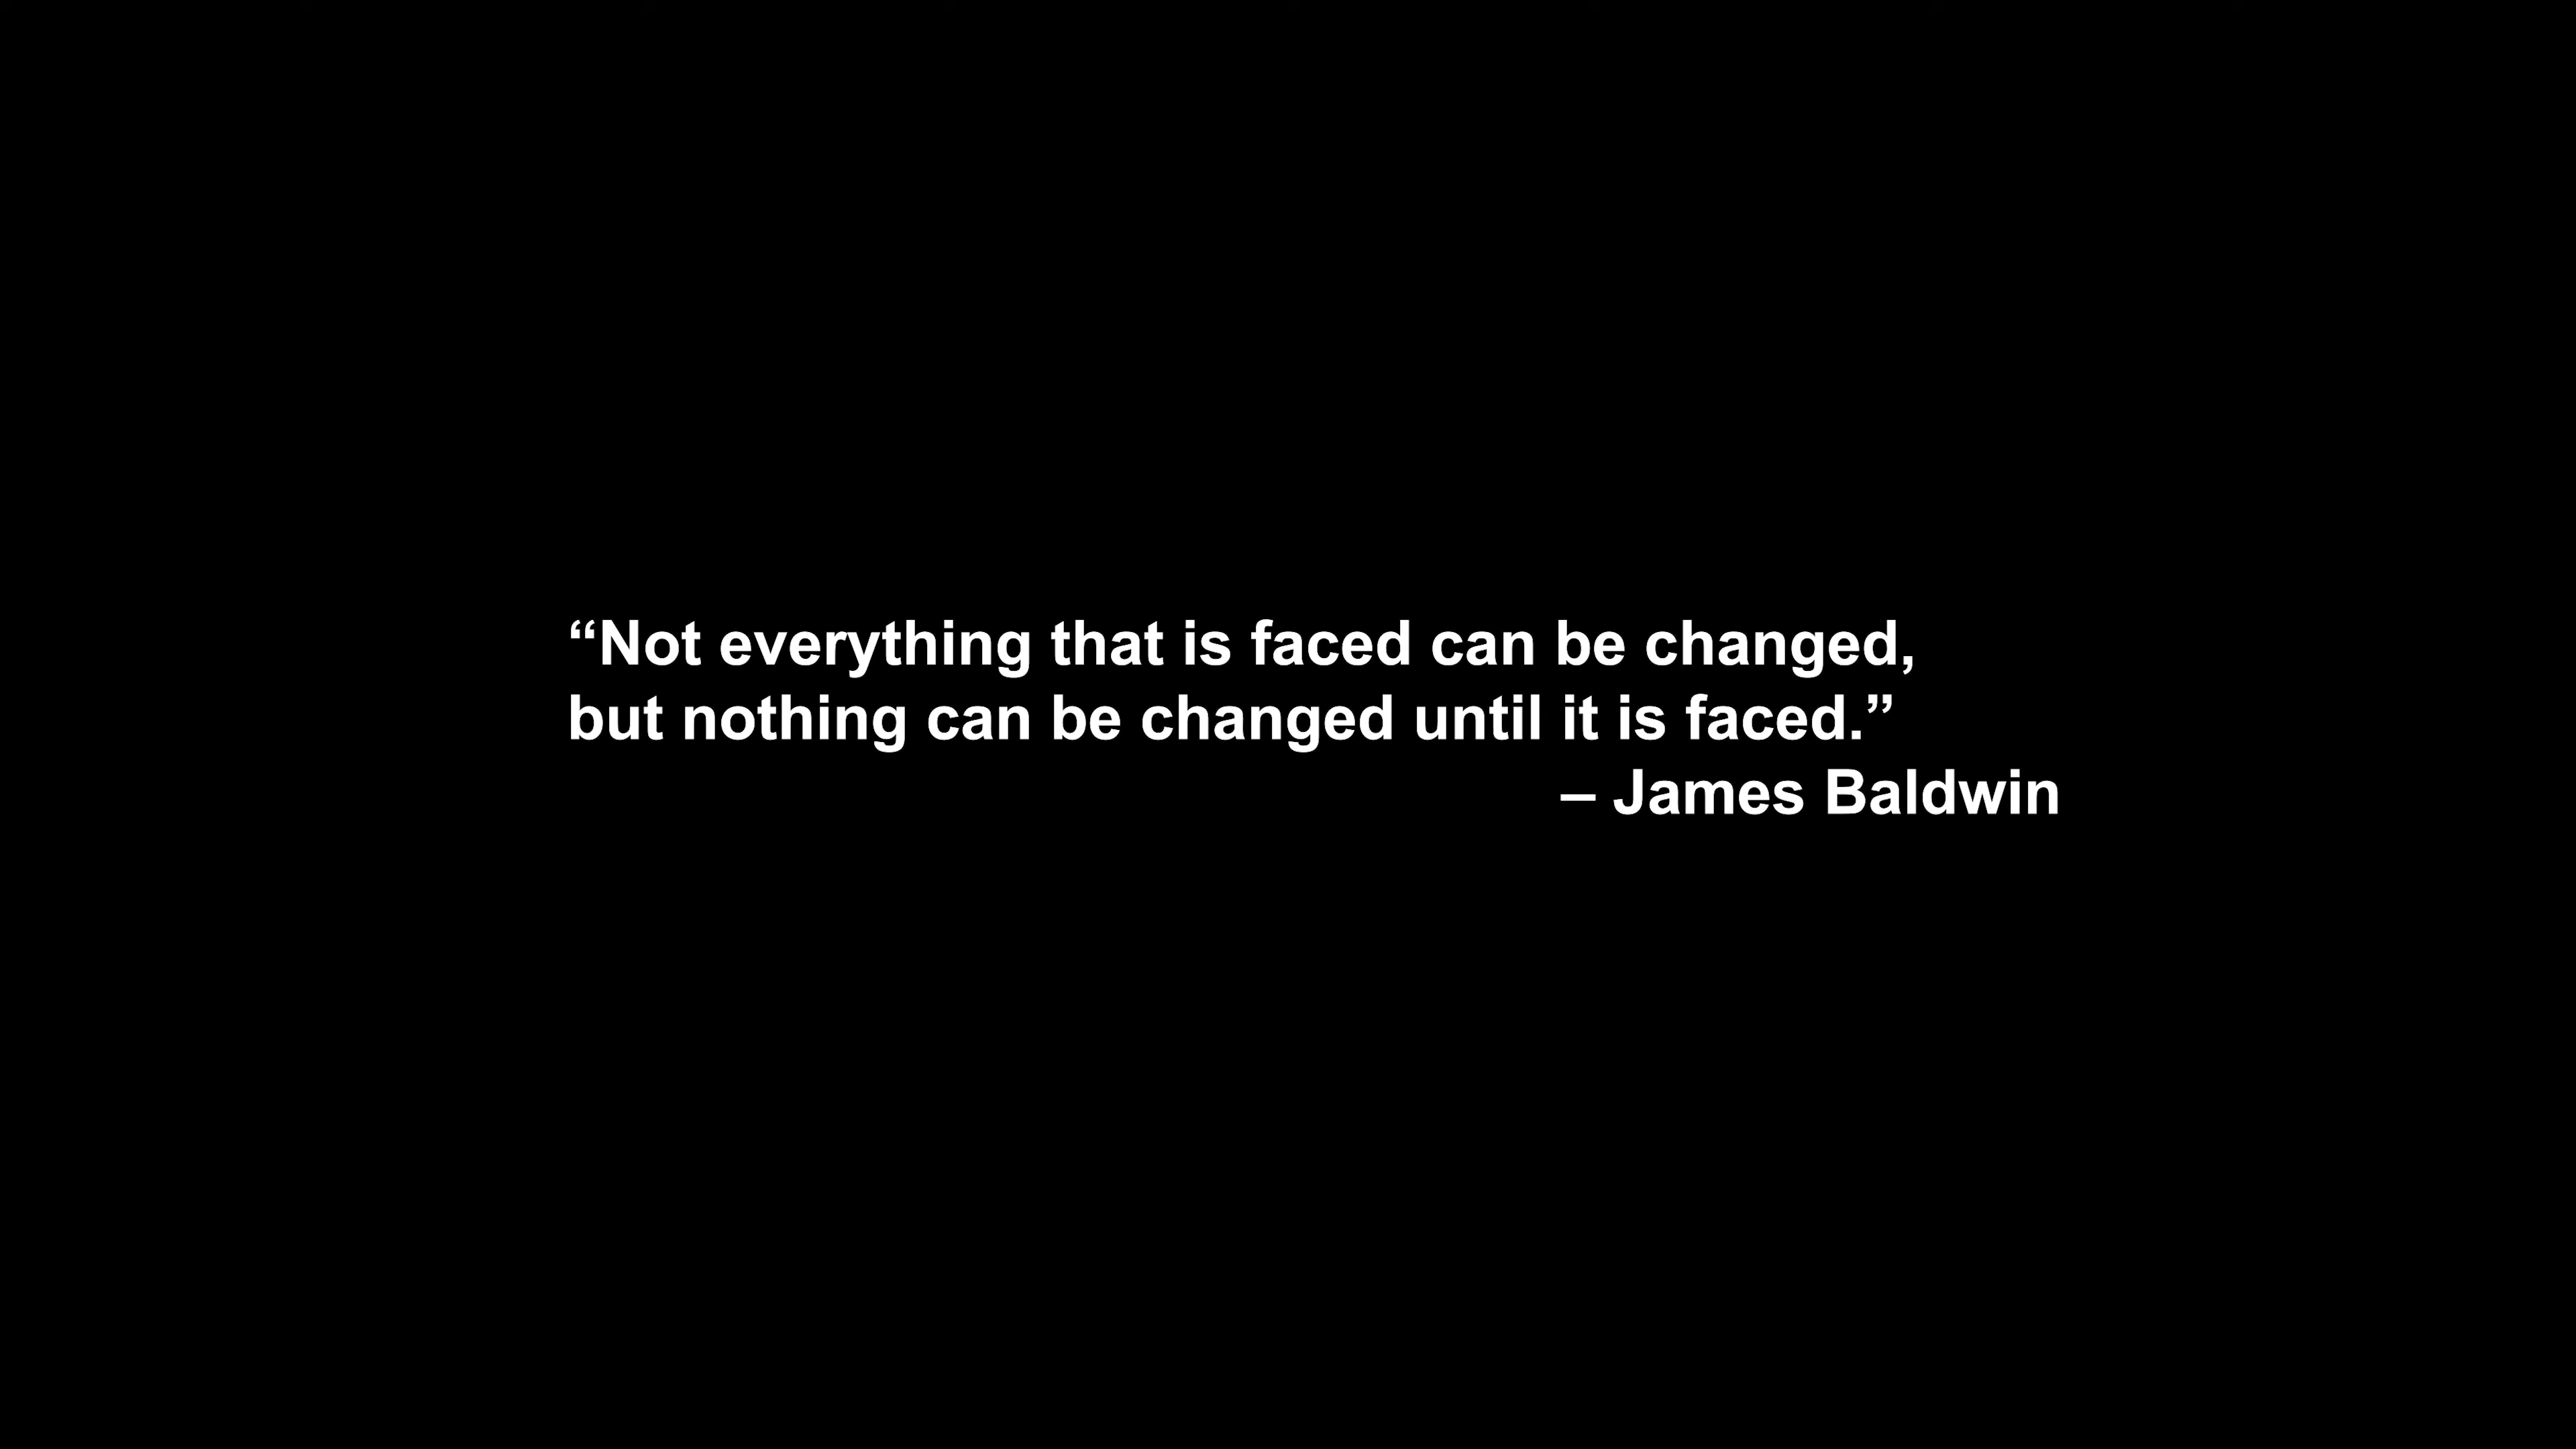 “Not everything that is faced can be changed,
but nothing can be changed until it is faced.”
– James Baldwin